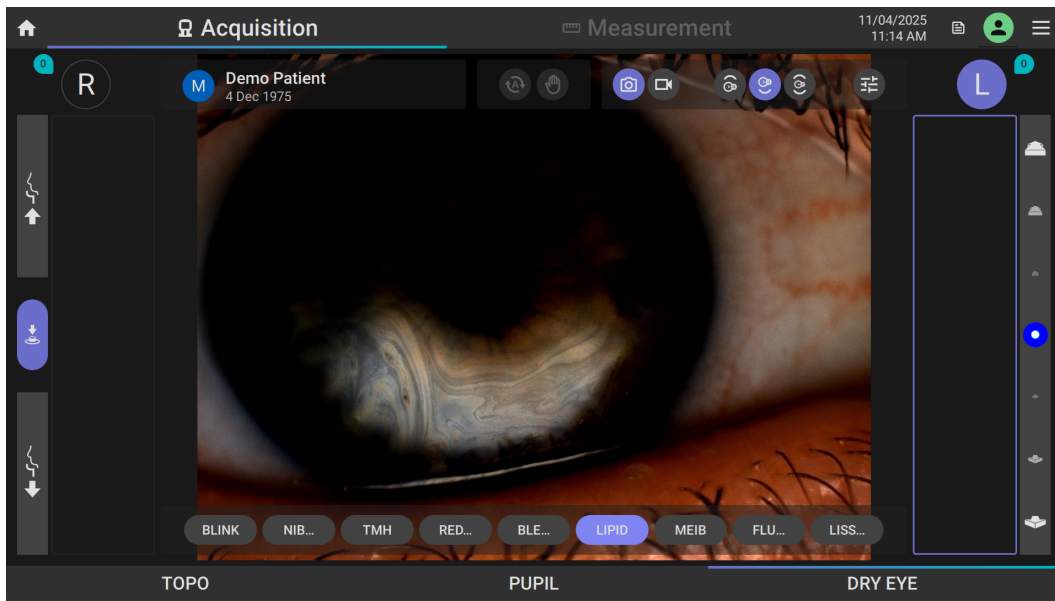 Acquisition
Measurement
11/04/2025
11:14 AM
0
R
M
Demo Patient
4 Dec 1975
A
L
0
BLINK
NIB...
TMH
RED...
BLE...
LIPID
MEIB
FLU...
LISS...
TOPO
PUPIL
DRY EYE